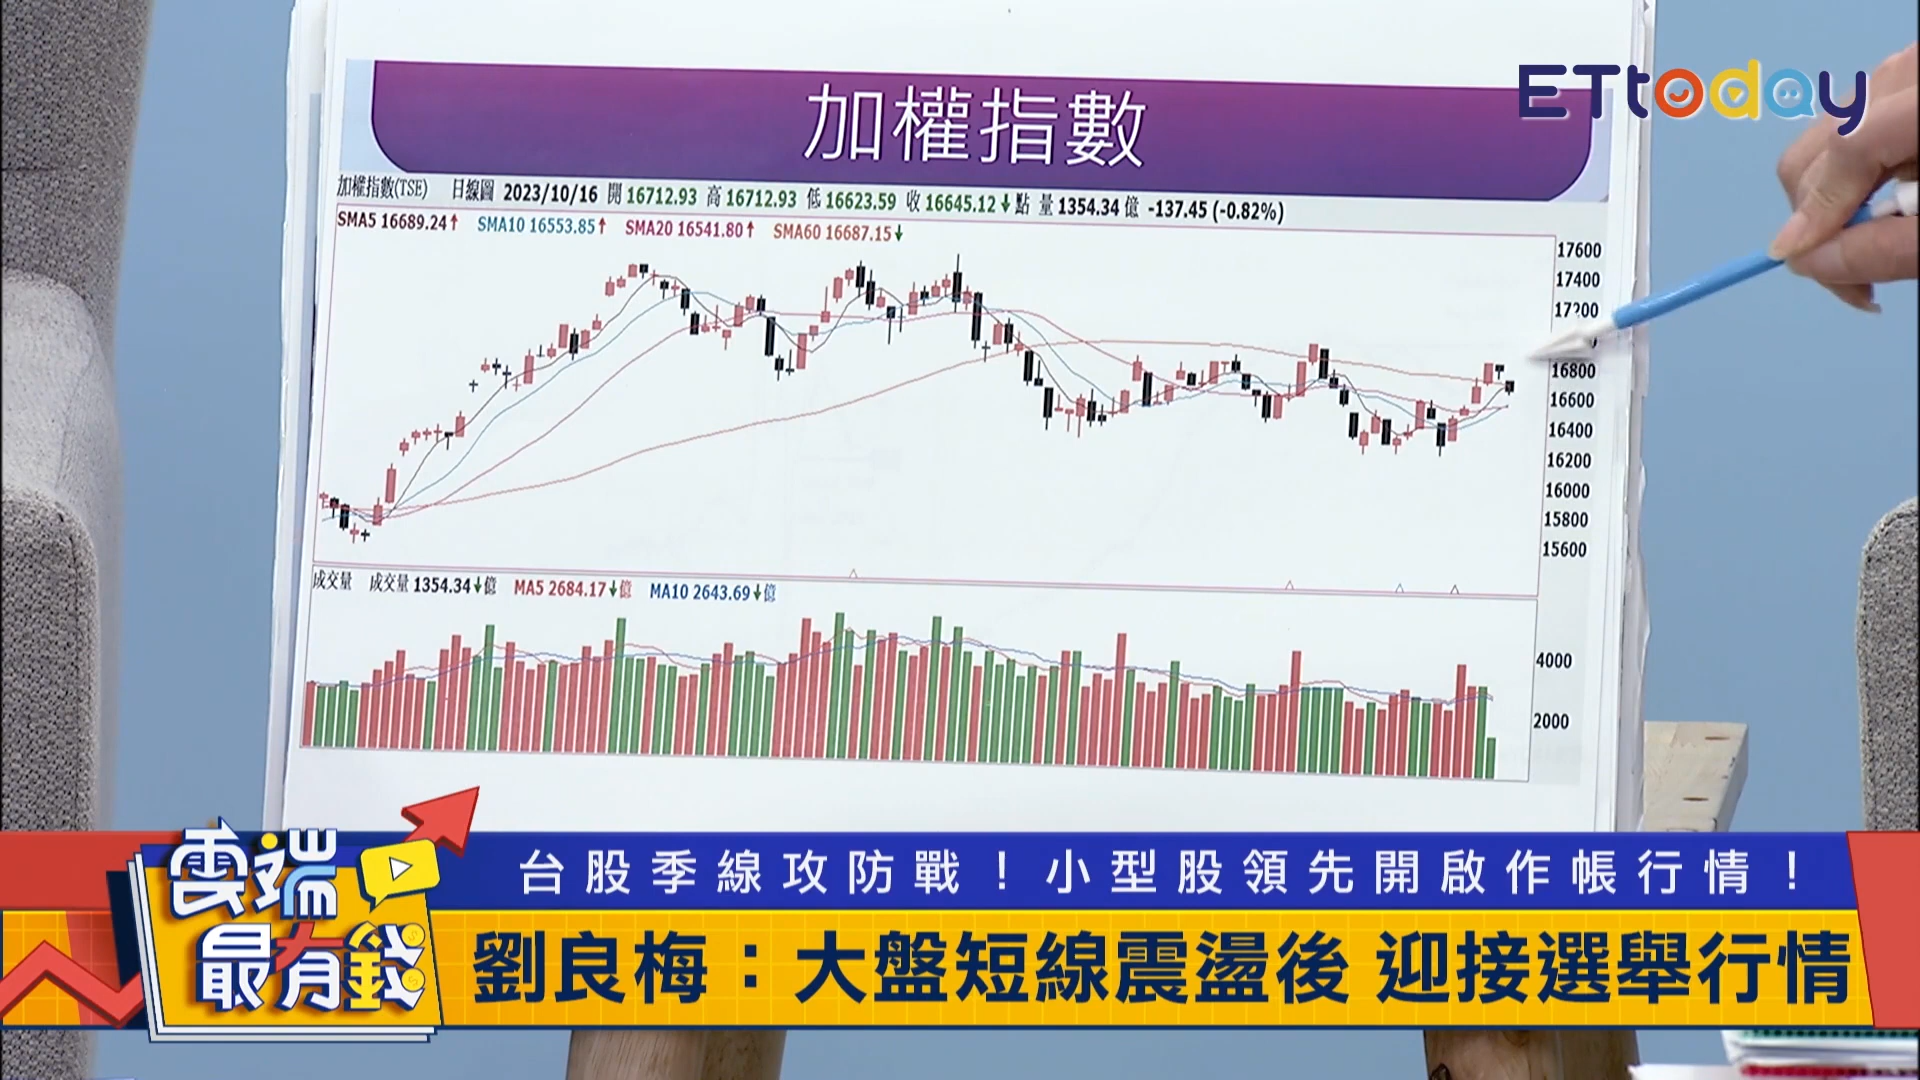 ETtoday
加權指數
加權指數(TSE) 日線圖 2023/10/16 開 16712.93 高 16712.93 低 16623.59 收 16645.12↓點 量 1354.34 億 -137.45 (-0.82%)
SMA5 16689.24↑ SMA10 16553.85↑ SMA20 16541.80↑ SMA60 16687.15↓
17600
17400
17200
16800
16600
16400
16200
16000
15800
15600
成交量 成交量 1354.34↓億 MA5 2684.17↓億 MA10 2643.69↓億
4000
2000
雲端
最有錢
台股季線攻防戰！小型股領先開啟作帳行情！
劉良梅：大盤短線震盪後 迎接選舉行情